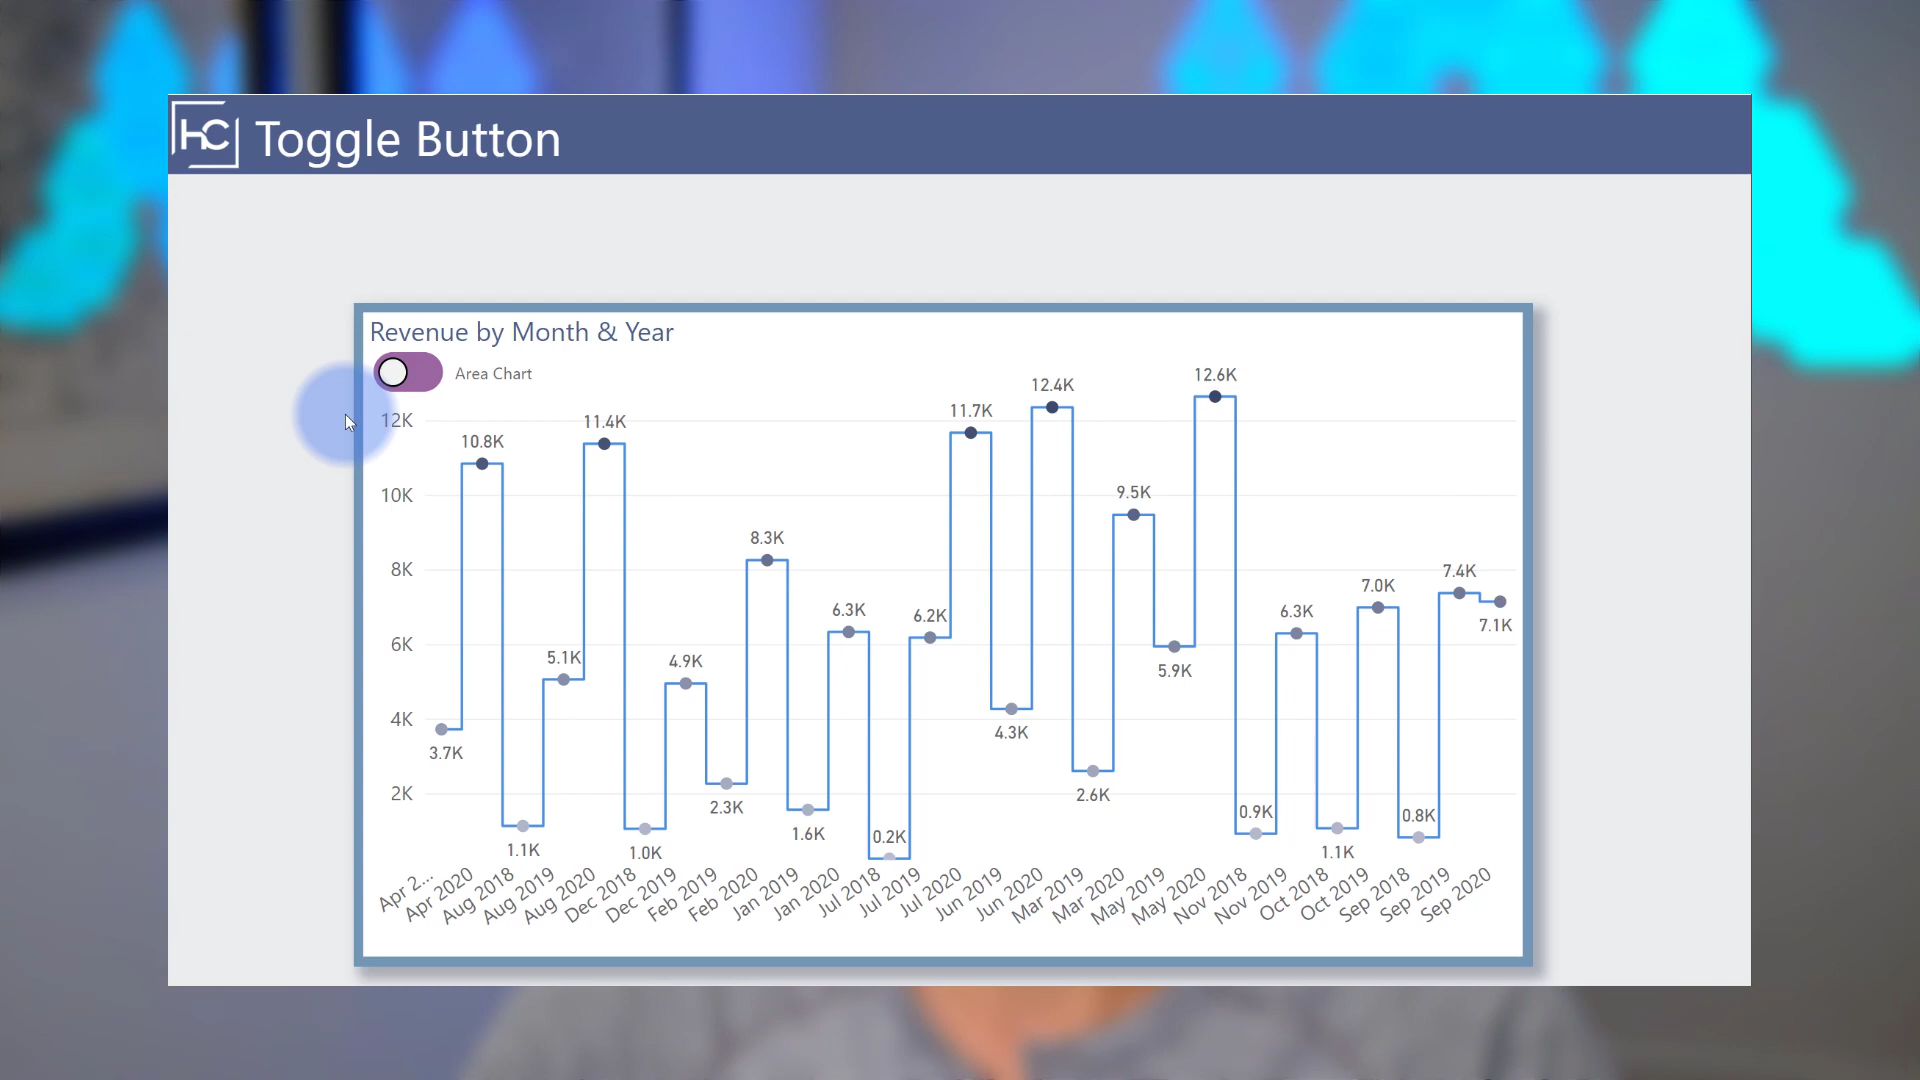 HC Toggle Button
Revenue by Month & Year
Area Chart
12K
10K
8K
6K
4K
2K
3.7K
10.8K
1.1K
5.1K
11.4K
1.0K
4.9K
2.3K
8.3K
1.6K
6.3K
0.2K
6.2K
11.7K
4.3K
12.4K
2.6K
9.5K
5.9K
12.6K
0.9K
6.3K
1.1K
7.0K
0.8K
7.4K
7.1K
Apr 2...
Apr 2020
Aug 2018
Aug 2019
Aug 2020
Dec 2018
Dec 2019
Feb 2019
Feb 2020
Jan 2019
Jan 2020
Jul 2018
Jul 2019
Jul 2020
Jun 2019
Jun 2020
Mar 2019
Mar 2020
May 2019
May 2020
Nov 2018
Nov 2019
Oct 2018
Oct 2019
Sep 2018
Sep 2019
Sep 2020